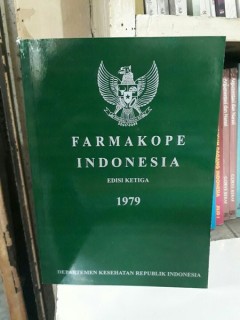 FARMAKOPE
INDONESIA
EDISI KETIGA
1979
DEPARTEMEN KESEHATAN REPUBLIK INDONESIA